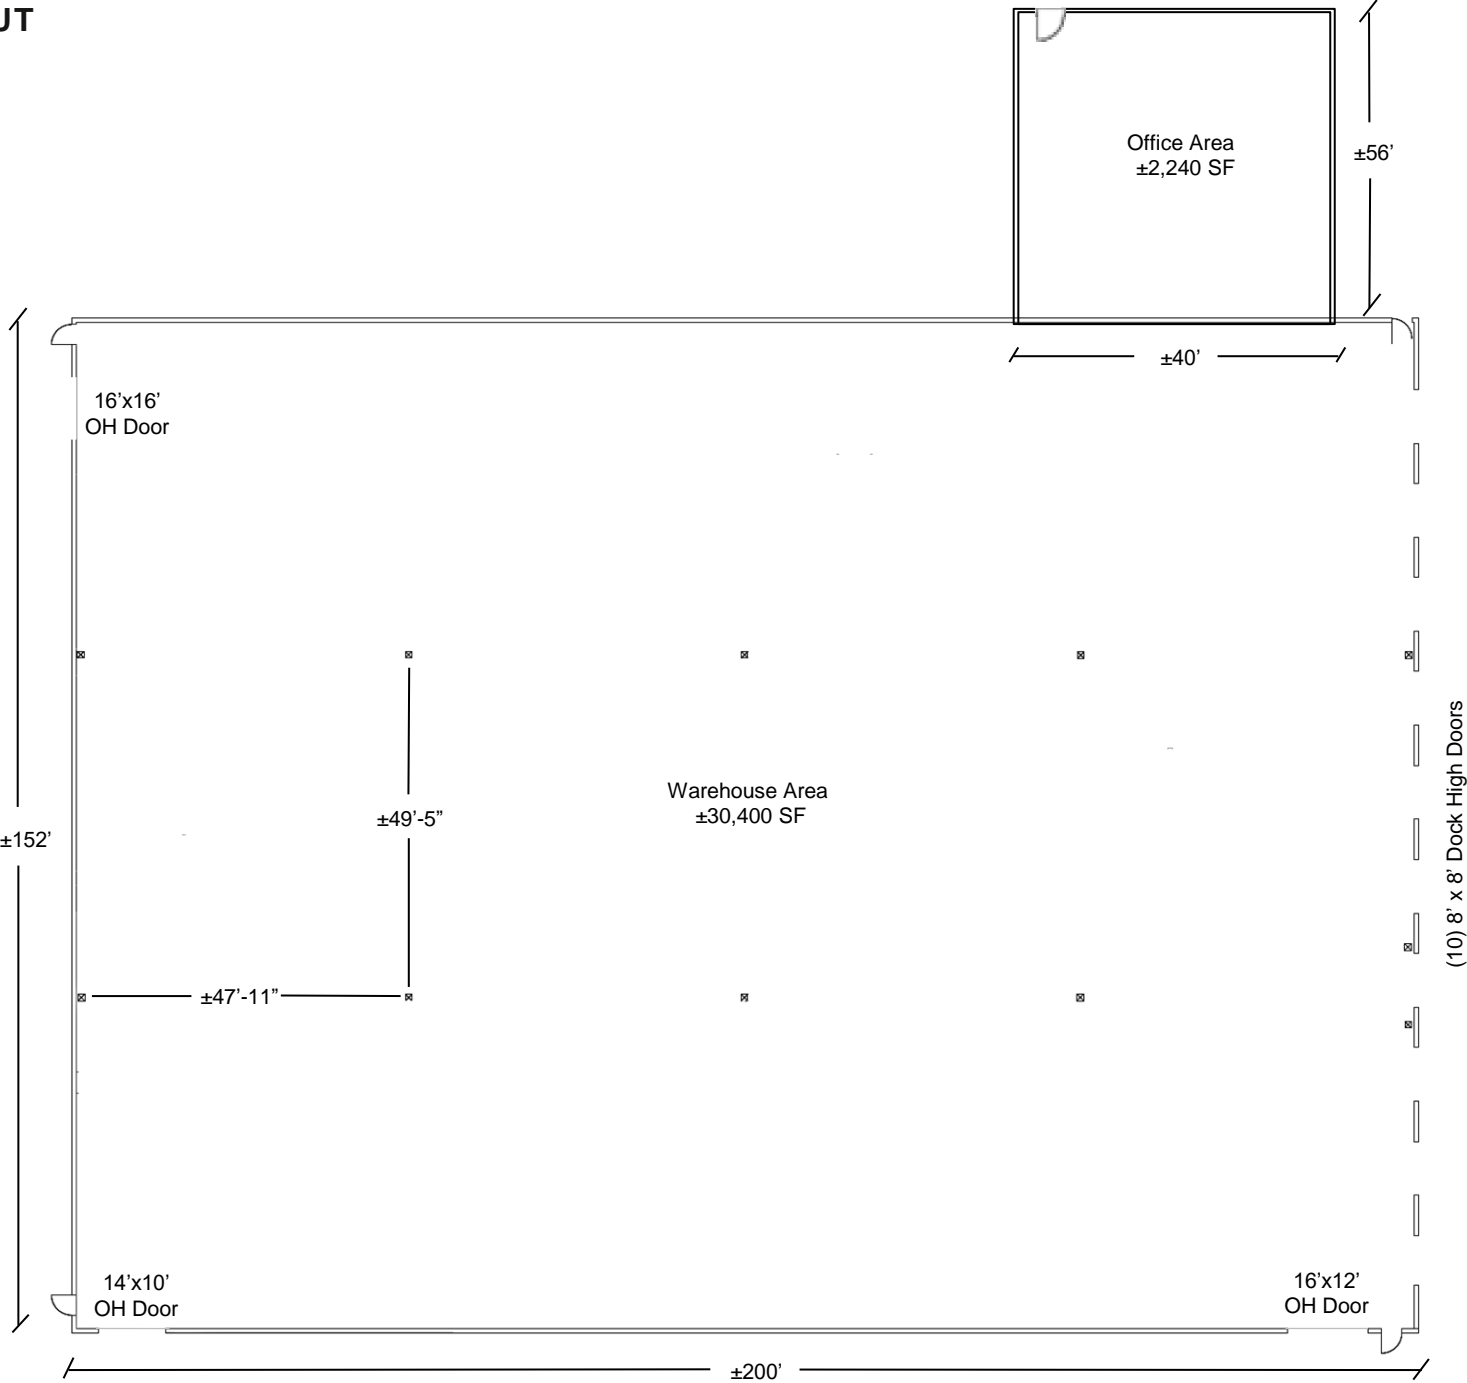 UT
Office Area
±2,240 SF
±56’
±40’
16’x16’
OH Door
Warehouse Area
±30,400 SF
±49’-5”
±152’
(10) 8’ x 8’ Dock High Doors
±47’-11”
14’x10’
OH Door
16’x12’
OH Door
±200’